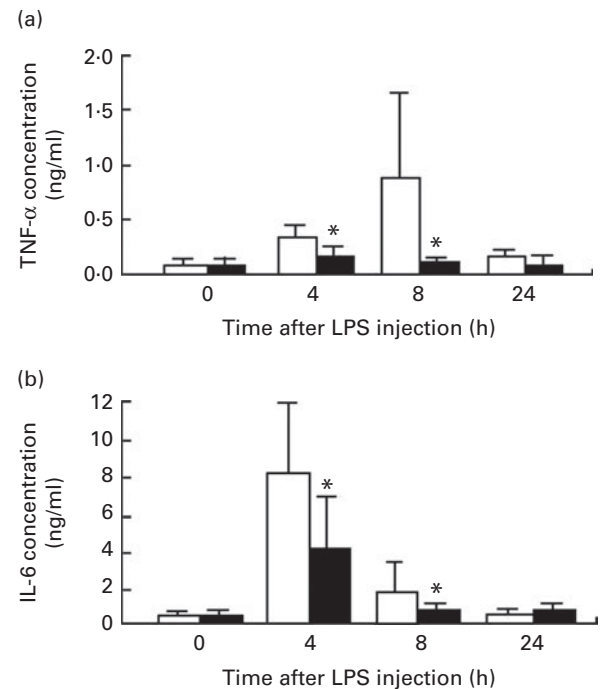 (a)
2·0
1·5
1·0
0·5
0·0
TNF-α concentration
(ng/ml)
*
*
0 4 8 24
Time after LPS injection (h)
(b)
12
10
8
6
4
2
0
IL-6 concentration
(ng/ml)
*
*
0 4 8 24
Time after LPS injection (h)